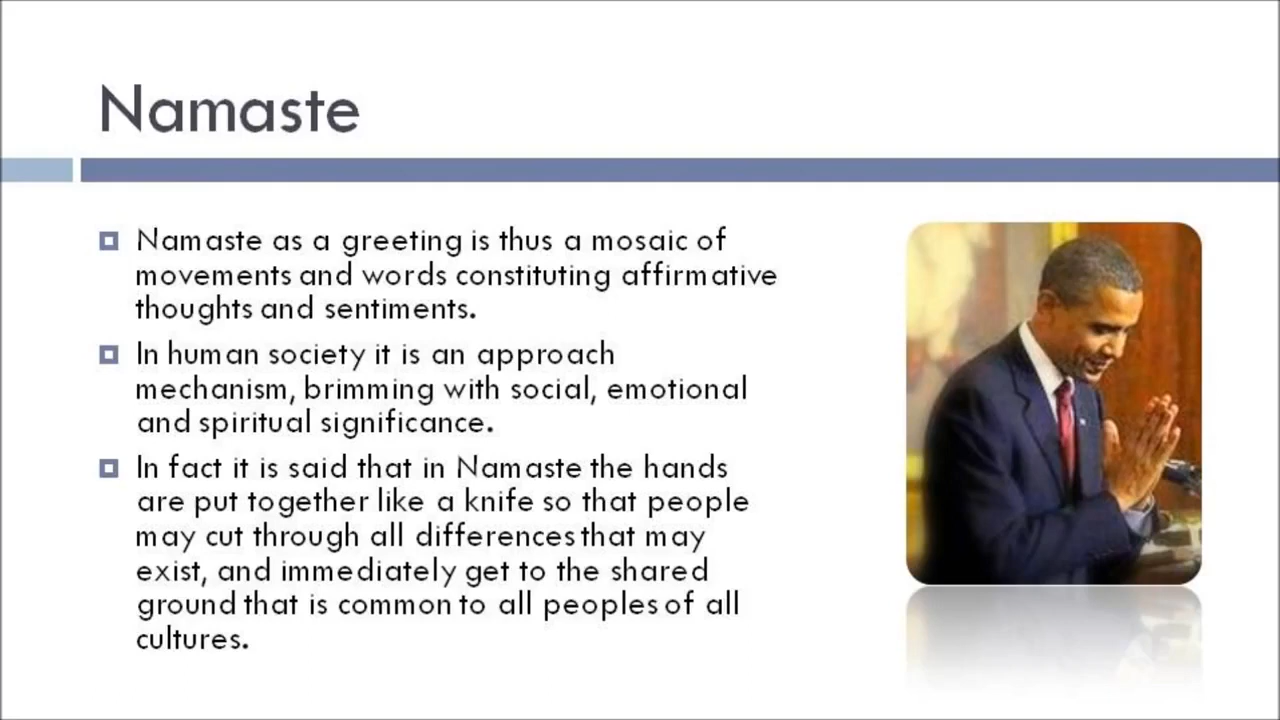 Namaste
Namaste as a greeting is thus a mosaic of
movements and words constituting affirmative
thoughts and sentiments.
In human society it is an approach
mechanism, brimming with social, emotional
and spiritual significance.
In fact it is said that in Namaste the hands
are put together like a knife so that people
may cut through all differences that may
exist, and immediately get to the shared
ground that is common to all peoples of all
cultures.